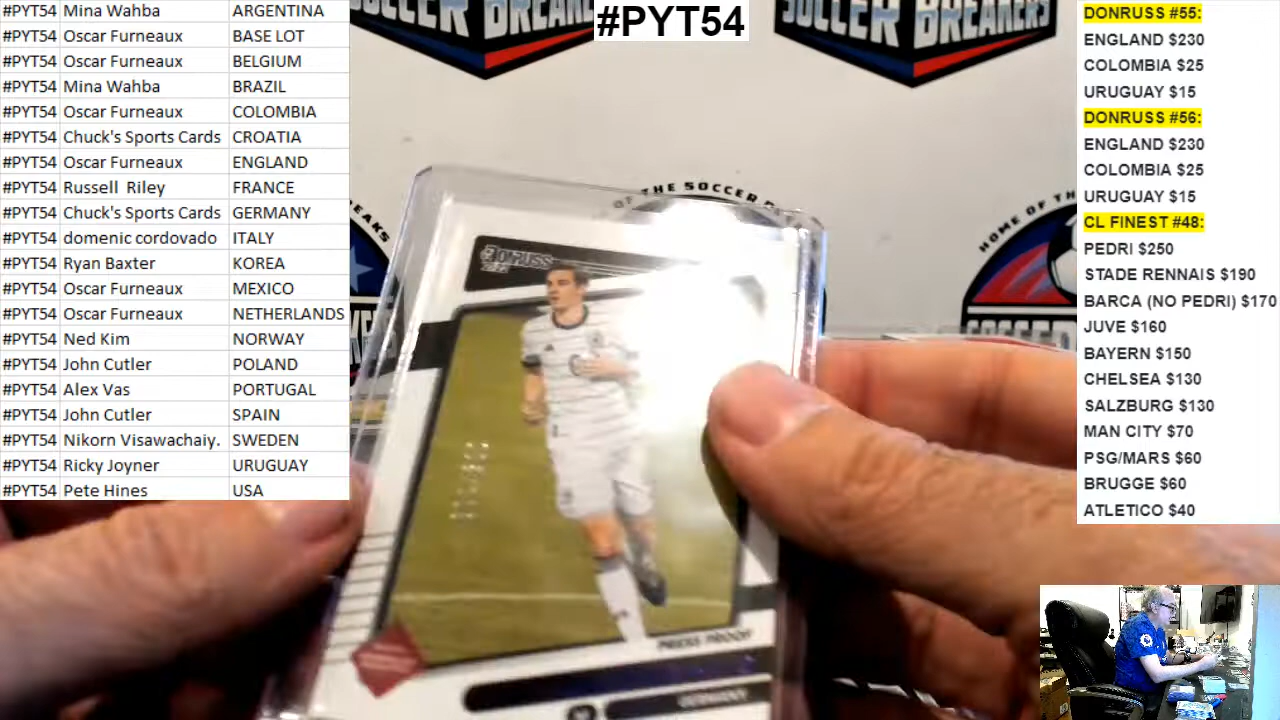 #PYT54 Mina Wahba ARGENTINA
#PYT54 Oscar Furneaux BASE LOT
#PYT54 Oscar Furneaux BELGIUM
#PYT54 Mina Wahba BRAZIL
#PYT54 Oscar Furneaux COLOMBIA
#PYT54 Chuck's Sports Cards CROATIA
#PYT54 Oscar Furneaux ENGLAND
#PYT54 Russell Riley FRANCE
#PYT54 Chuck's Sports Cards GERMANY
#PYT54 domenic cordovado ITALY
#PYT54 Ryan Baxter KOREA
#PYT54 Oscar Furneaux MEXICO
#PYT54 Oscar Furneaux NETHERLANDS
#PYT54 Ned Kim NORWAY
#PYT54 John Cutler POLAND
#PYT54 Alex Vas PORTUGAL
#PYT54 John Cutler SPAIN
#PYT54 Nikorn Visawachaiy. SWEDEN
#PYT54 Ricky Joyner URUGUAY
#PYT54 Pete Hines USA
#PYT54
SOCCER BREAKERS
OF THE SOCCER
HOME OF TH
DONRUSS
PRESS PROOF
GERMANY
DONRUSS #55:
ENGLAND $230
COLOMBIA $25
URUGUAY $15
DONRUSS #56:
ENGLAND $230
COLOMBIA $25
URUGUAY $15
CL FINEST #48:
PEDRI $250
STADE RENNAIS $190
BARCA (NO PEDRI) $170
JUVE $160
BAYERN $150
CHELSEA $130
SALZBURG $130
MAN CITY $70
PSG/MARS $60
BRUGGE $60
ATLETICO $40